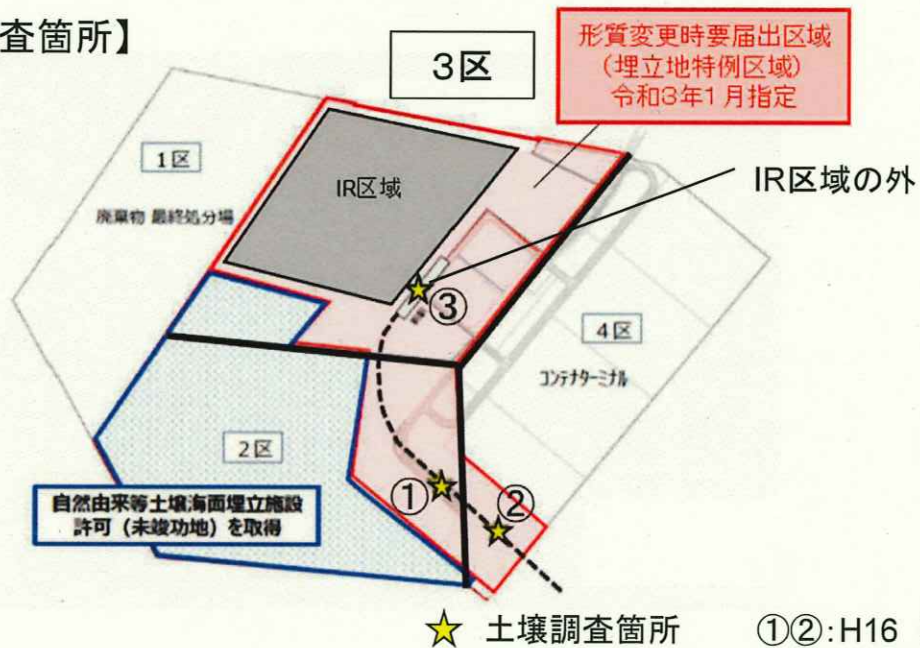 査箇所】
3区
形質変更時要届出区域
(埋立地特例区域)
令和3年1月指定
1区
廃棄物 最終処分場
IR区域
IR区域の外
③
4区
コンテナターミナル
2区
自然由来等土壌海面埋立施設
許可（未竣功地）を取得
①
②
土壌調査箇所 ①②:H16